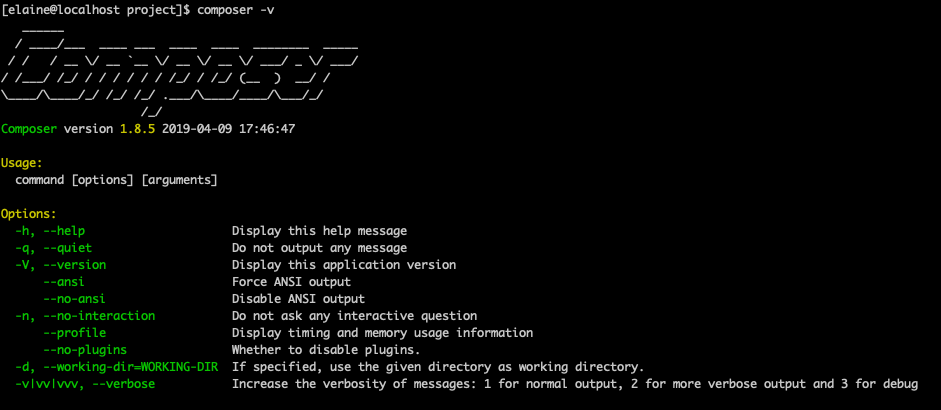 [elaine@localhost project]$ composer -v
   ______
  / ____/___  ____ ___  ____  ____  ________  _____
 / /   / __ \/ __ `__ \/ __ \/ __ \/ ___/ _ \/ ___/
/ /___/ /_/ / / / / / / /_/ / /_/ (__  )  __/ /
\____/\____/_/ /_/ /_/ .___/\____/____/\___/_/
                    /_/
Composer version 1.8.5 2019-04-09 17:46:47

Usage:
  command [options] [arguments]

Options:
  -h, --help                     Display this help message
  -q, --quiet                    Do not output any message
  -V, --version                  Display this application version
      --ansi                     Force ANSI output
      --no-ansi                  Disable ANSI output
  -n, --no-interaction           Do not ask any interactive question
      --profile                  Display timing and memory usage information
      --no-plugins               Whether to disable plugins.
  -d, --working-dir=WORKING-DIR  If specified, use the given directory as working directory.
  -v|vv|vvv, --verbose           Increase the verbosity of messages: 1 for normal output, 2 for more verbose output and 3 for debug